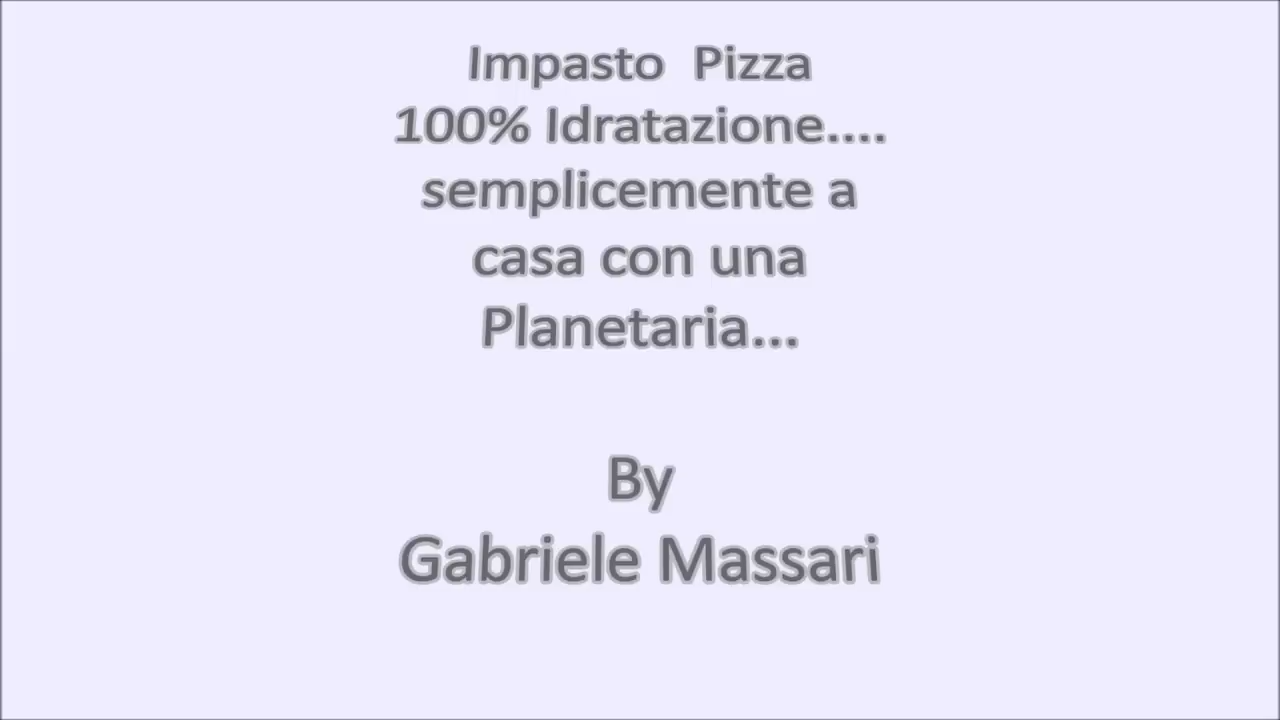 Impasto  Pizza
100% Idratazione....
semplicemente a
casa con una
Planetaria...
By
Gabriele Massari